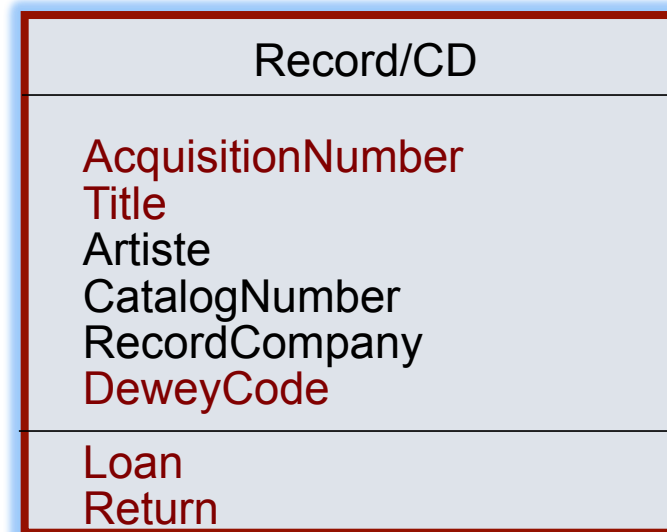 Record/CD
AcquisitionNumber
Title
Artiste
CatalogNumber
RecordCompany
DeweyCode
Loan
Return